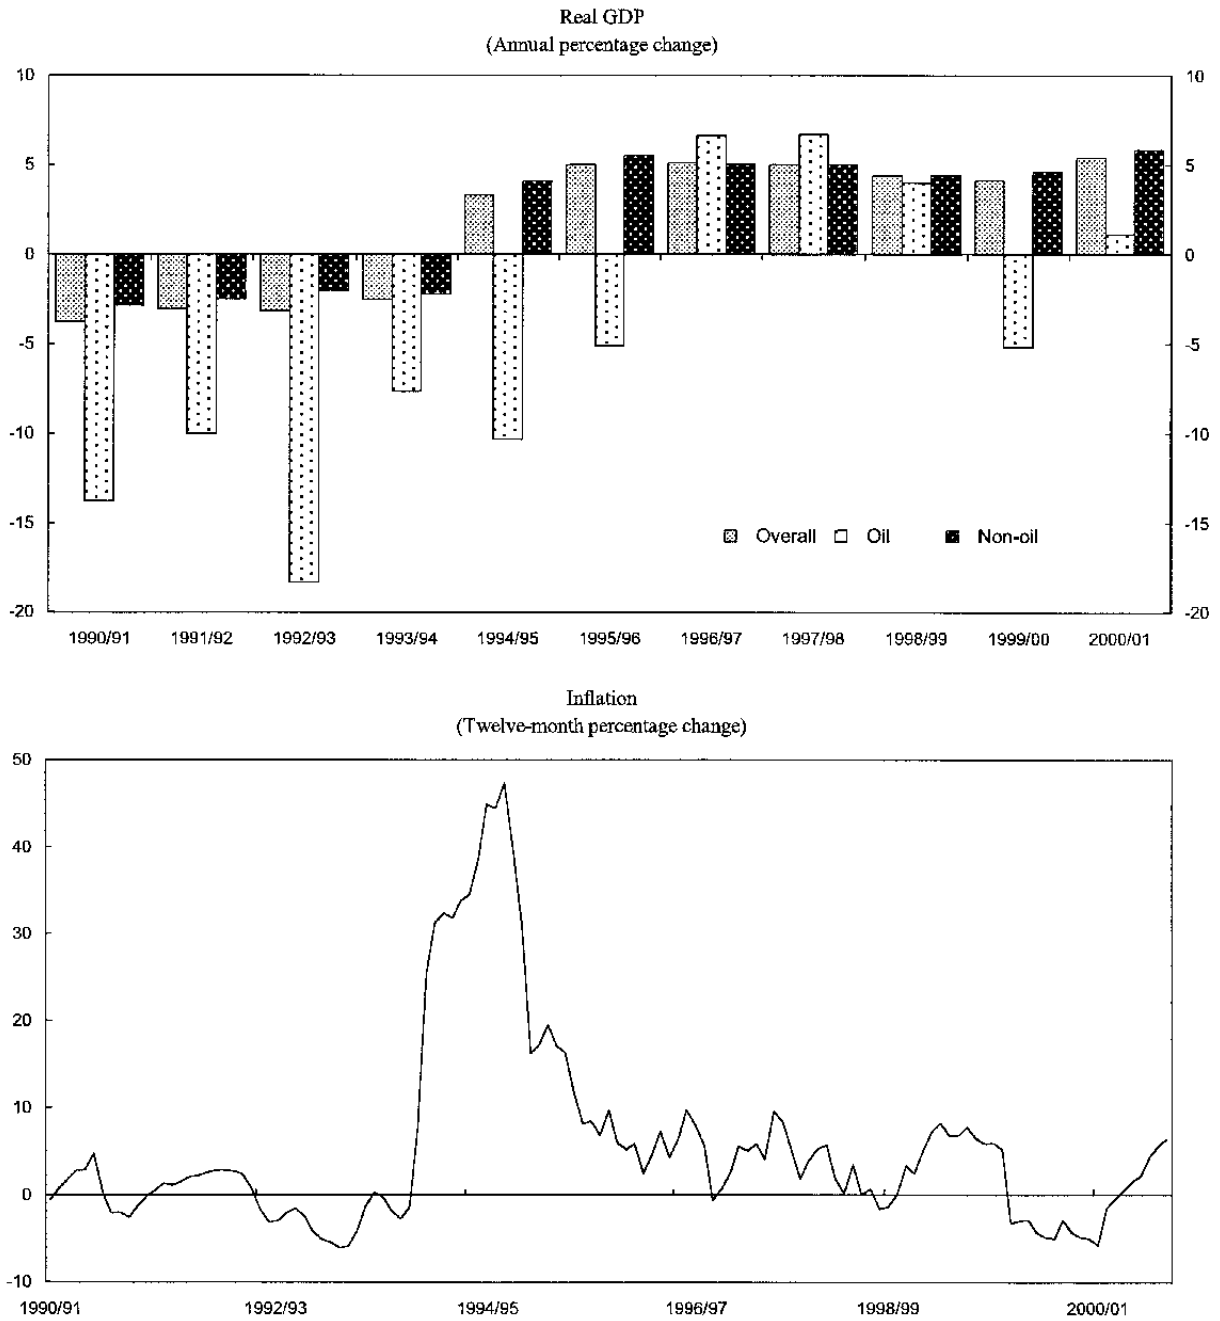 Real GDP
(Annual percentage change)
10 10
5 5
0 0
-5 -5
-10 -10
-15 -15
Overall Oil Non-oil
-20 -20
1990/91 1991/92 1992/93 1993/94 1994/95 1995/96 1996/97 1997/98 1998/99 1999/00 2000/01
Inflation
(Twelve-month percentage change)
50
40
30
20
10
0
-10
1990/91 1992/93 1994/95 1996/97 1998/99 2000/01